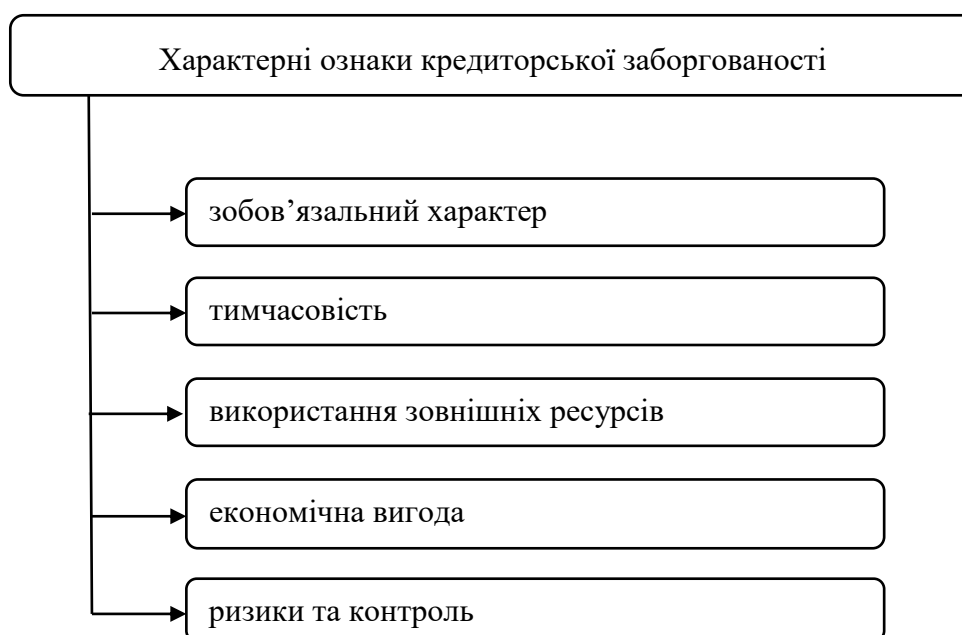 Характерні ознаки кредиторської заборгованості
зобов’язальний характер
тимчасовість
використання зовнішніх ресурсів
економічна вигода
ризики та контроль